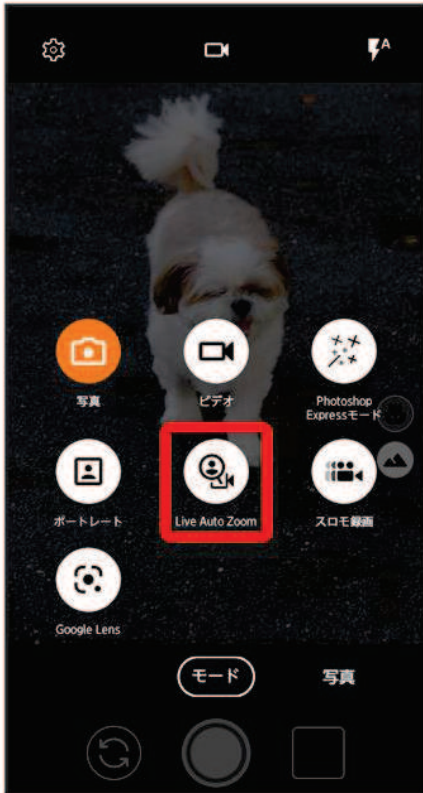 A
写真
ビデオ
Photoshop
Expressモード
ポートレート
Live Auto Zoom
スロモ録画
Google Lens
モード
写真